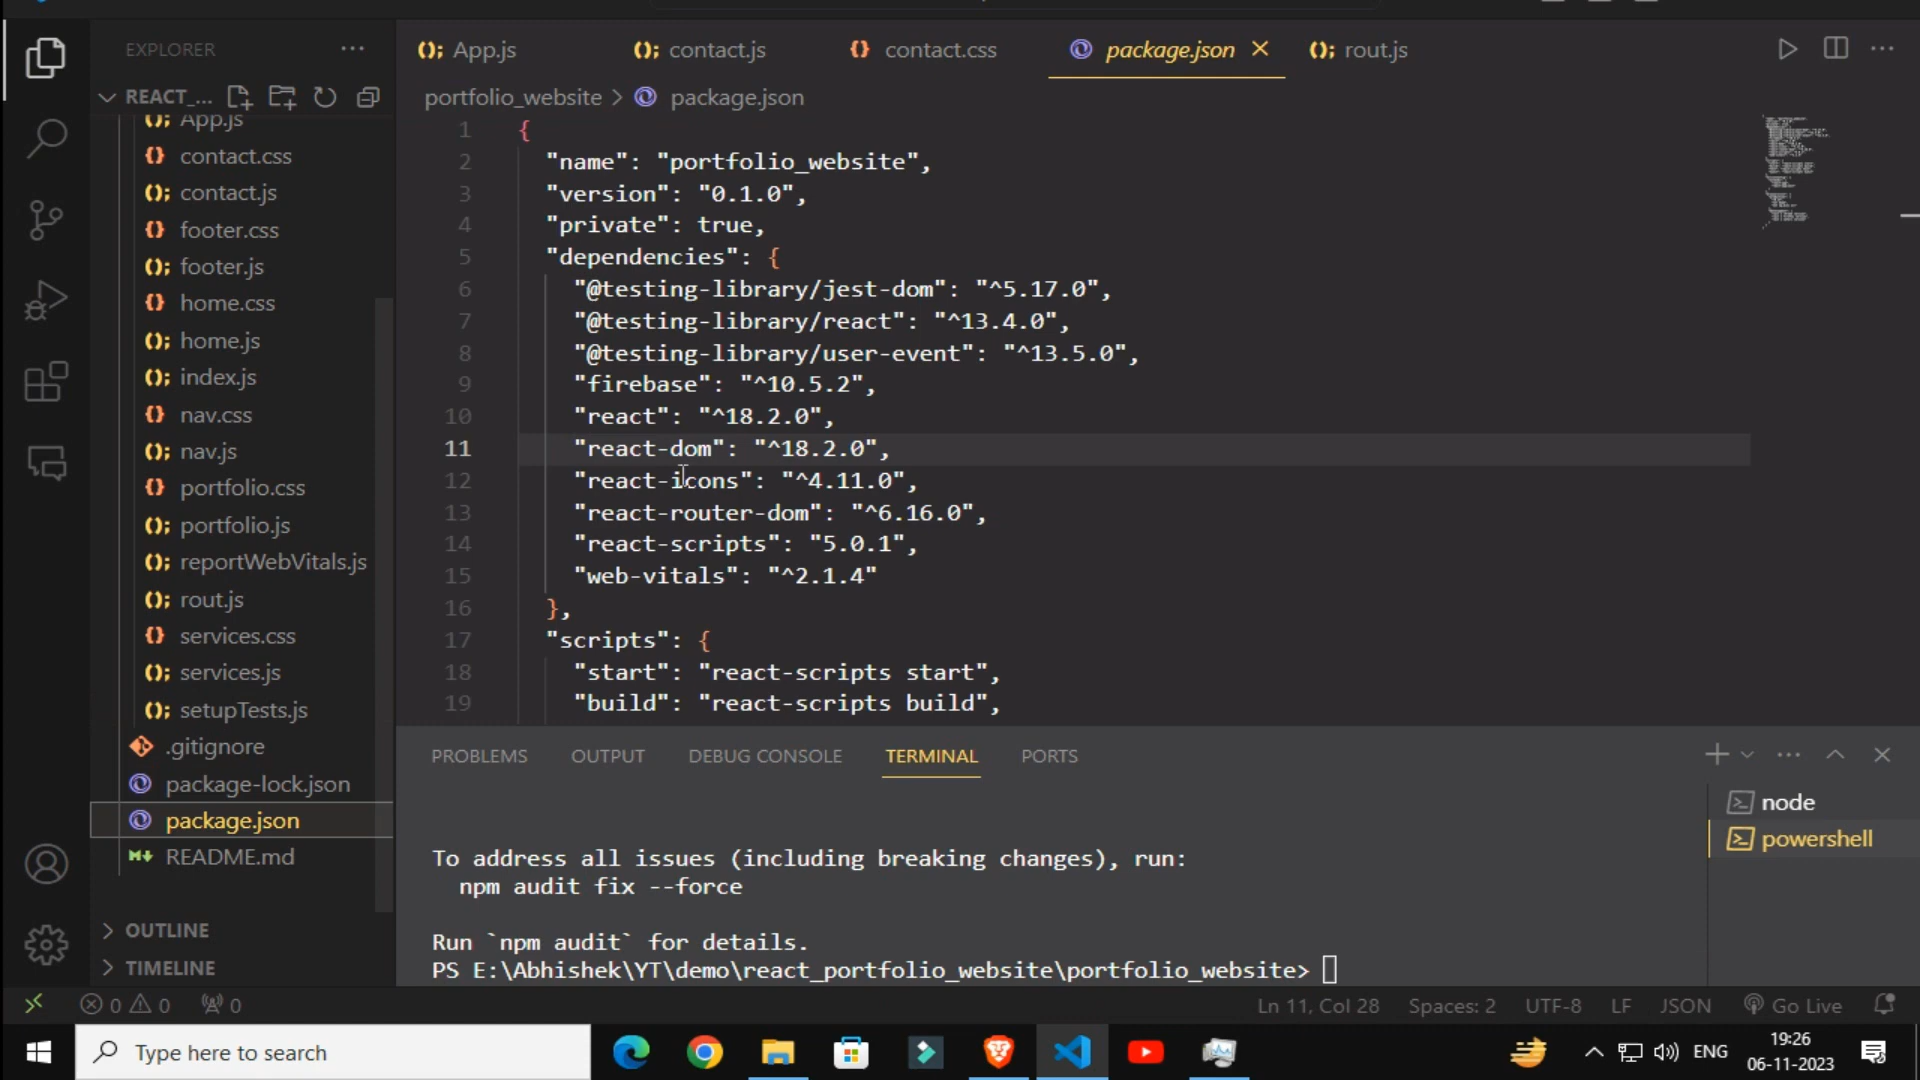 EXPLORER
App.js
contact.js
contact.css
package.json
rout.js
REACT_...
portfolio_website > package.json
App.js
contact.css
contact.js
footer.css
footer.js
home.css
home.js
index.js
nav.css
nav.js
portfolio.css
portfolio.js
reportWebVitals.js
rout.js
services.css
services.js
setupTests.js
.gitignore
package-lock.json
package.json
README.md
OUTLINE
TIMELINE
1 {
2 "name": "portfolio_website",
3 "version": "0.1.0",
4 "private": true,
5 "dependencies": {
6 "@testing-library/jest-dom": "^5.17.0",
7 "@testing-library/react": "^13.4.0",
8 "@testing-library/user-event": "^13.5.0",
9 "firebase": "^10.5.2",
10 "react": "^18.2.0",
11 "react-dom": "^18.2.0",
12 "react-icons": "^4.11.0",
13 "react-router-dom": "^6.16.0",
14 "react-scripts": "5.0.1",
15 "web-vitals": "^2.1.4"
16 },
17 "scripts": {
18 "start": "react-scripts start",
19 "build": "react-scripts build",
PROBLEMS OUTPUT DEBUG CONSOLE TERMINAL PORTS
node
powershell
To address all issues (including breaking changes), run:
npm audit fix --force
Run `npm audit` for details.
PS E:\Abhishek\YT\demo\react_portfolio_website\portfolio_website>
0 0 0 Ln 11, Col 28 Spaces: 2 UTF-8 LF JSON Go Live
Type here to search
ENG
19:26
06-11-2023